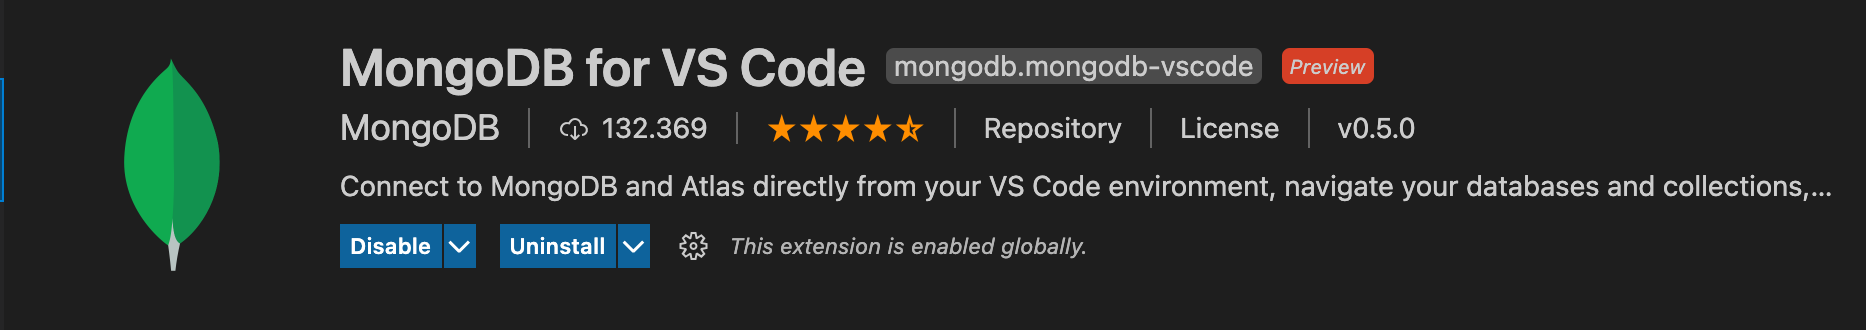 MongoDB for VS Code mongodb.mongodb-vscode Preview
MongoDB 132.369 Repository License v0.5.0
Connect to MongoDB and Atlas directly from your VS Code environment, navigate your databases and collections,...
Disable Uninstall This extension is enabled globally.